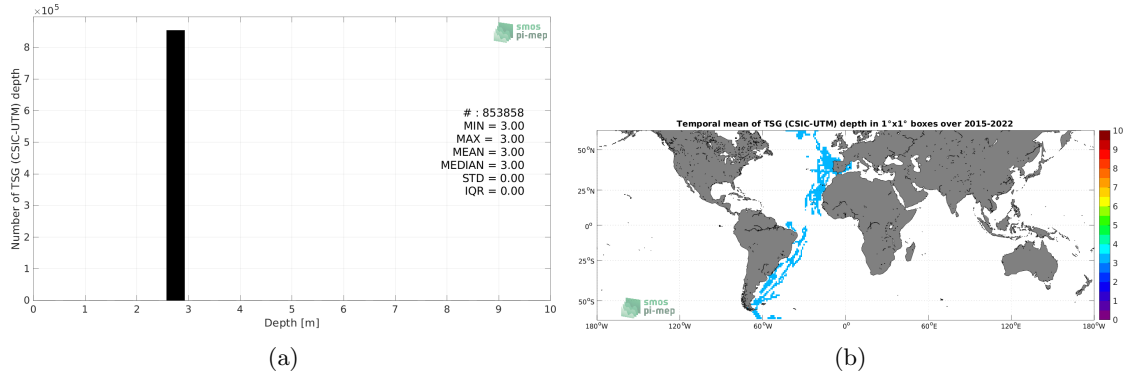 ×10⁵
smos
pi-mep
Number of TSG (CSIC-UTM) depth
8
7
6
5
4
3
2
1
0
# : 853858
MIN = 3.00
MAX = 3.00
MEAN = 3.00
MEDIAN = 3.00
STD = 0.00
IQR = 0.00
0 1 2 3 4 5 6 7 8 9 10
Depth [m]
(a)
Temporal mean of TSG (CSIC-UTM) depth in 1°x1° boxes over 2015-2022
50°N
25°N
0°
25°S
50°S
smos
pi-mep
180°W 120°W 60°W 0° 60°E 120°E 180°E
10
9
8
7
6
5
4
3
2
1
0
(b)